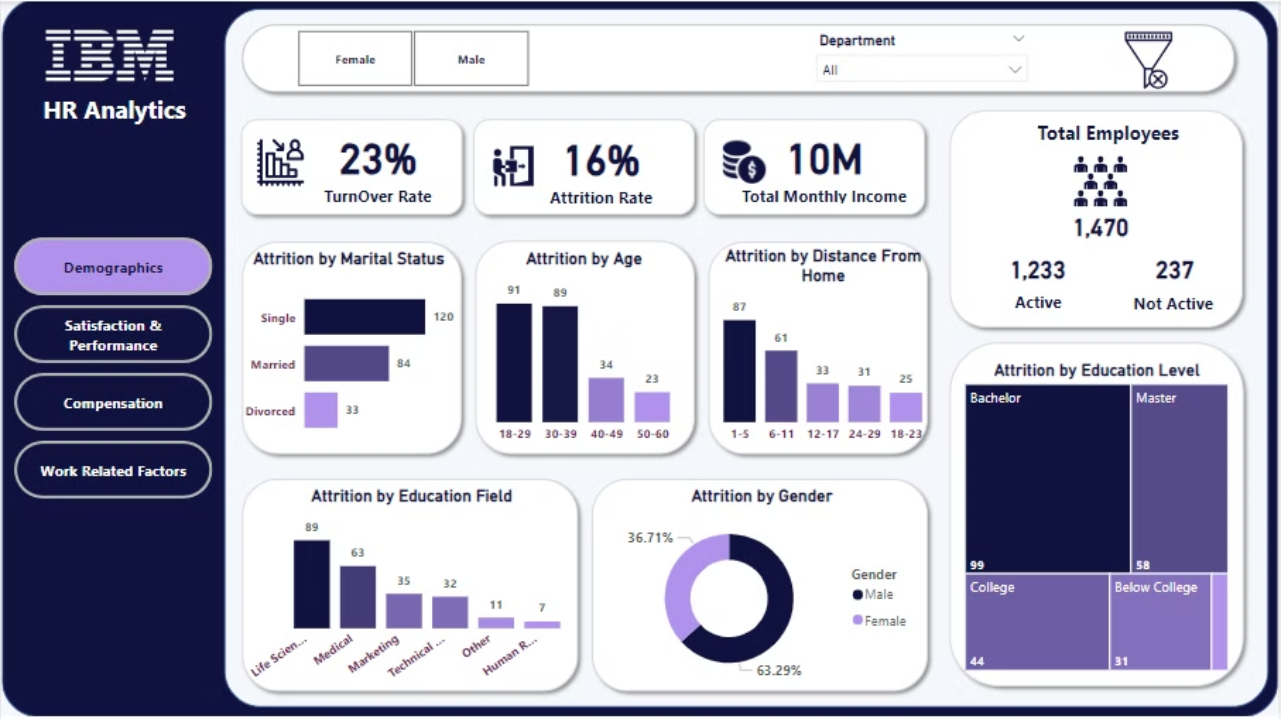 IBM
HR Analytics
Demographics
Satisfaction &
Performance
Compensation
Work Related Factors
Female
Male
Department
All
23%
TurnOver Rate
16%
Attrition Rate
10M
Total Monthly Income
Total Employees
1,470
1,233
Active
237
Not Active
Attrition by Marital Status
Single
120
Married
84
Divorced
33
Attrition by Age
91
89
34
23
18-29
30-39
40-49
50-60
Attrition by Distance From
Home
87
61
33
31
25
1-5
6-11
12-17
24-29
18-23
Attrition by Education Level
Bachelor
99
Master
58
College
44
Below College
31
Attrition by Education Field
89
63
35
32
11
7
Life Scien...
Medical
Marketing
Technical ...
Other
Human R...
Attrition by Gender
36.71%
63.29%
Gender
Male
Female